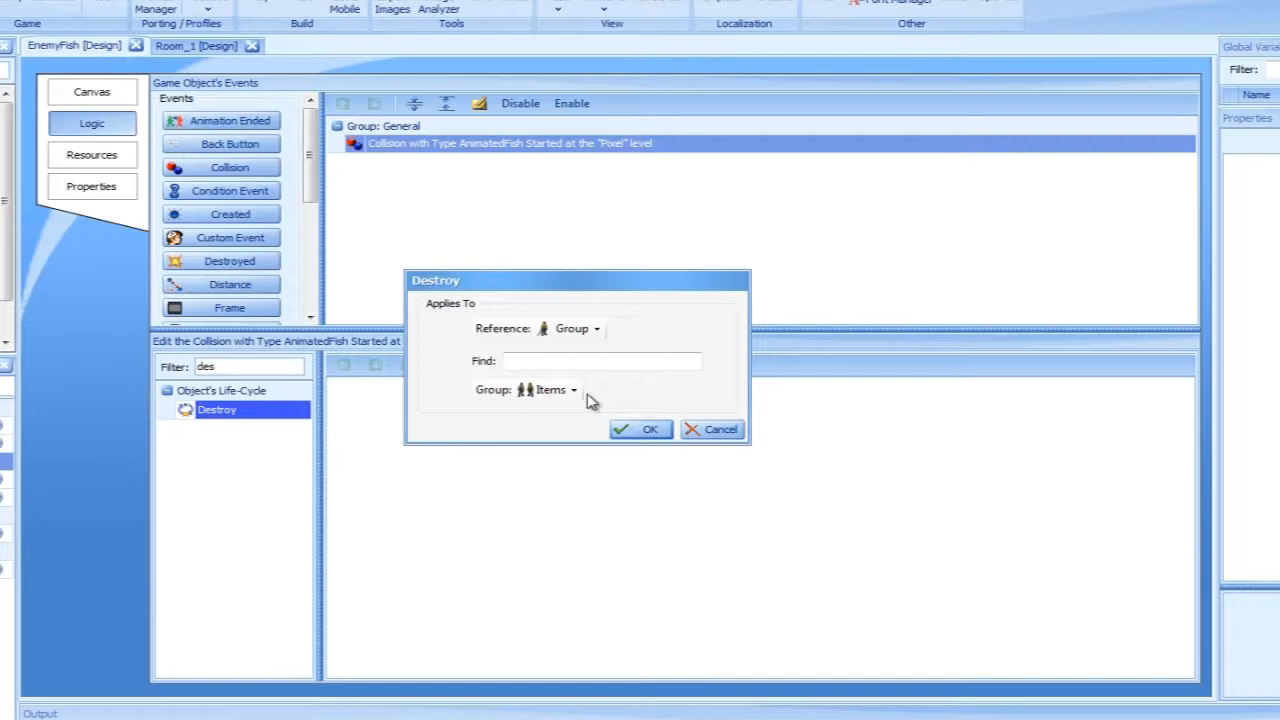 Manager
Mobile
Images
Analyzer
Game
Porting / Profiles
Build
Tools
View
Localization
Other
EnemyFish [Design]
Room_1 [Design]
Global Varia
Canvas
Logic
Resources
Properties
Game Object's Events
Events
Animation Ended
Back Button
Collision
Condition Event
Created
Custom Event
Destroyed
Distance
Frame
Disable
Enable
Group: General
Collision with Type AnimatedFish Started at the "Pixel" level
Filter:
Name
Properties
Edit the Collision with Type AnimatedFish Started at
Filter: des
Object's Life-Cycle
Destroy
Destroy
Applies To
Reference: Group
Find:
Group: Items
OK
Cancel
Output